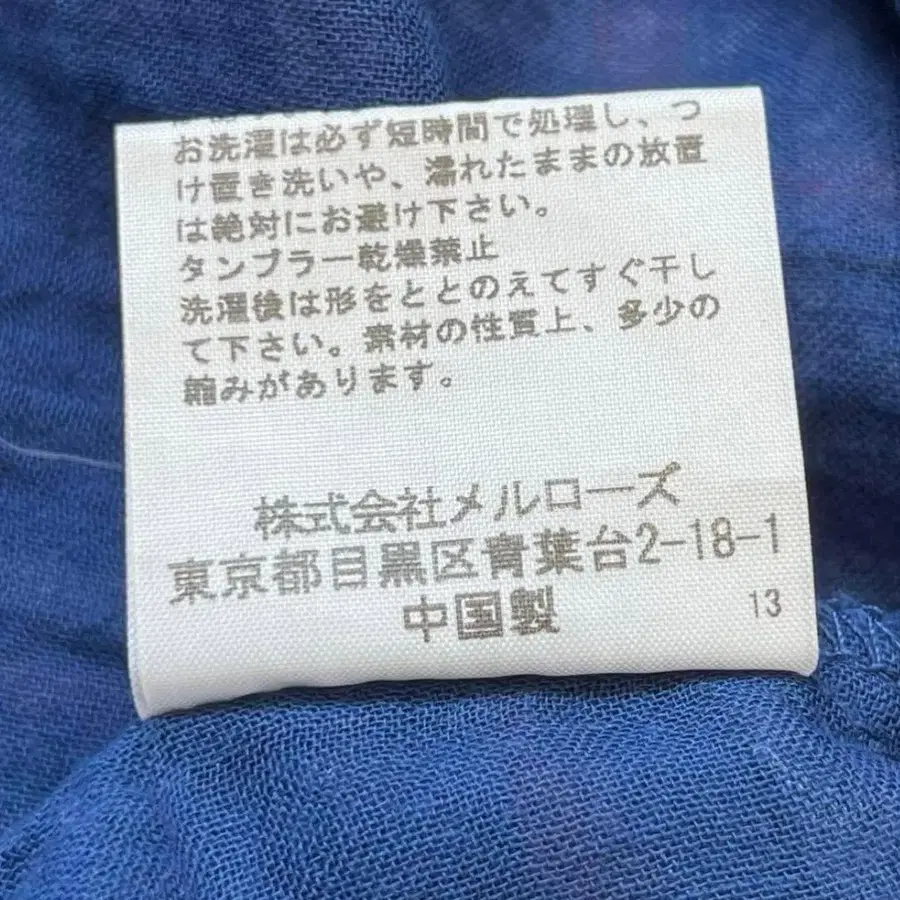 お洗濯は必ず短時間で処理し、つ
け置き洗いや、濡れたままの放置
は絶対にお避け下さい。
タンブラー乾燥禁止
洗濯後は形をととのえてすぐ干し
て下さい。素材の性質上、多少の
縮みがあります。
株式会社メルローズ
東京都目黒区青葉台2-18-1
中国製
13